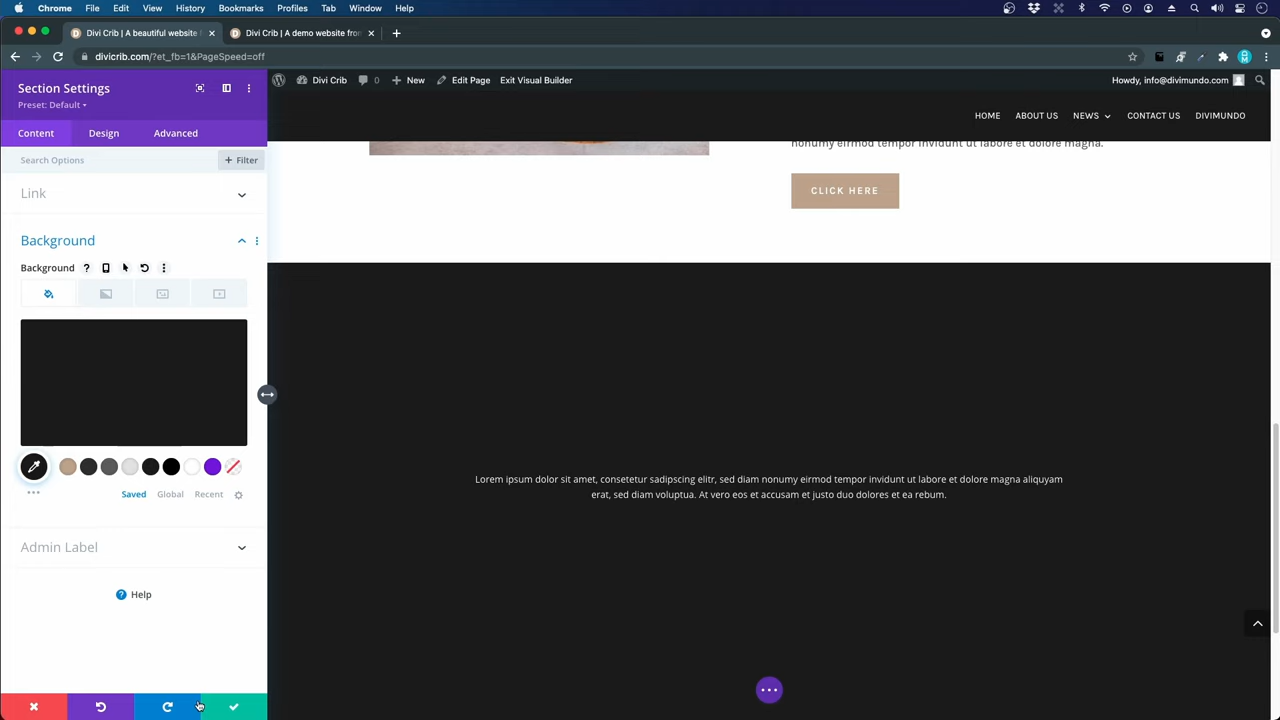 Chrome File Edit View History Bookmarks Profiles Tab Window Help
Divi Crib | A beautiful website
Divi Crib | A demo website from
divicrib.com/?et_fb=1&PageSpeed=off
Section Settings
Preset: Default
Content Design Advanced
Search Options
+ Filter
Link
Background
Background
Saved Global Recent
Admin Label
Help
Divi Crib 0 New Edit Page Exit Visual Builder
Howdy, info@divimundo.com
HOME ABOUT US NEWS CONTACT US DIVIMUNDO
nonumy eirmod tempor invidunt ut labore et dolore magna.
CLICK HERE
Lorem ipsum dolor sit amet, consetetur sadipscing elitr, sed diam nonumy eirmod tempor invidunt ut labore et dolore magna aliquyam
erat, sed diam voluptua. At vero eos et accusam et justo duo dolores et ea rebum.